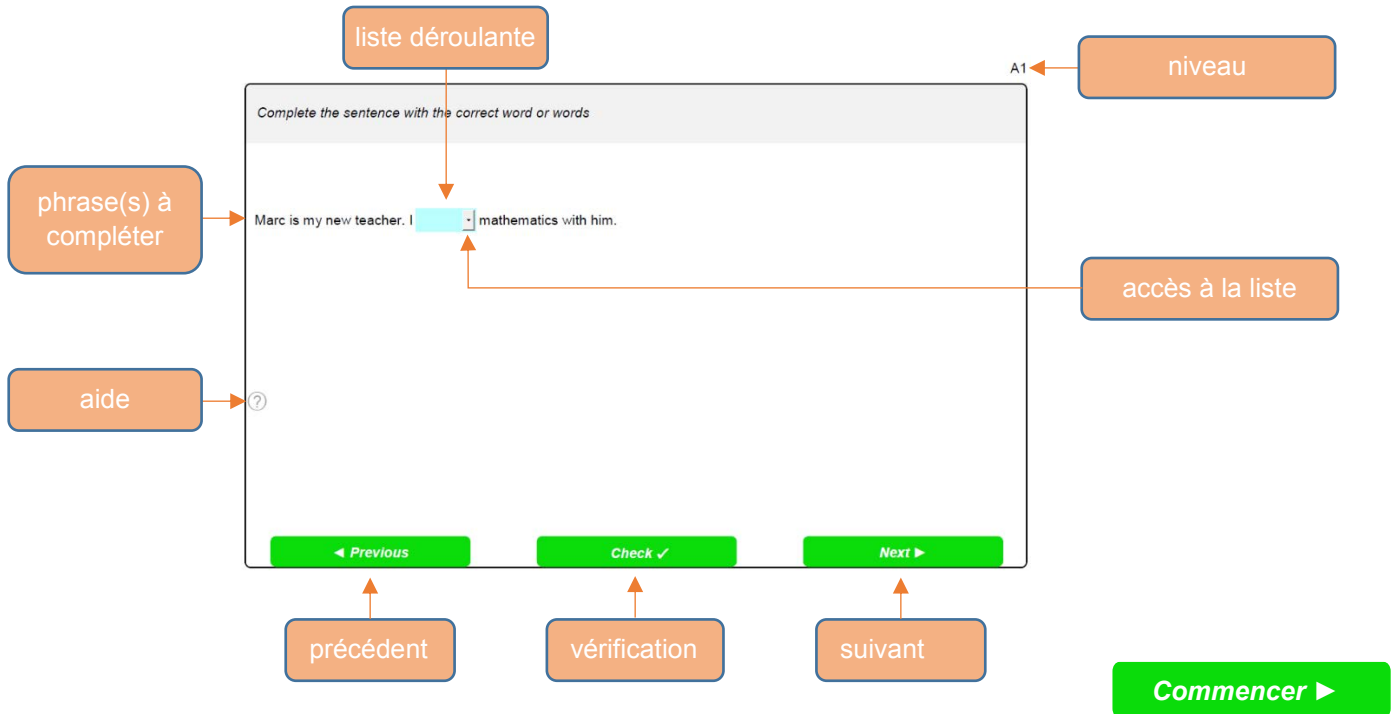 liste déroulante
A1
niveau
Complete the sentence with the correct word or words
phrase(s) à
compléter
Marc is my new teacher. I mathematics with him.
accès à la liste
aide
?
◄ Previous
Check ✓
Next ►
précédent
vérification
suivant
Commencer ►